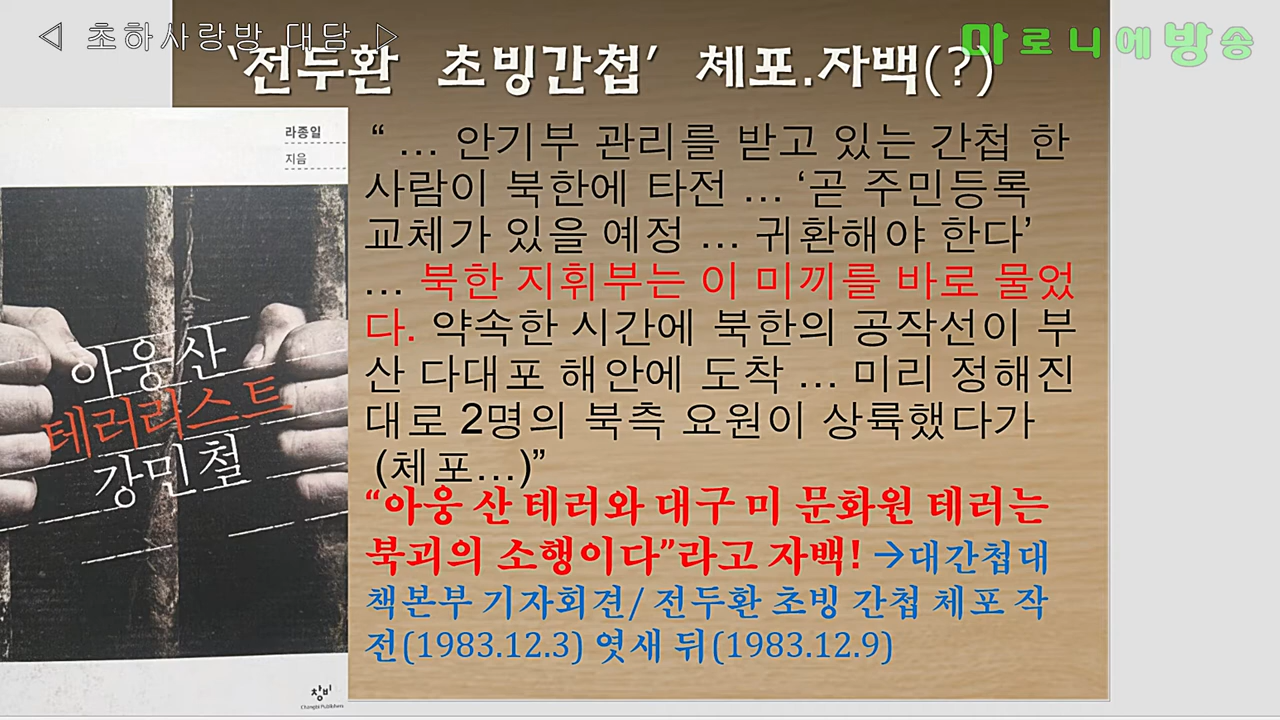 ◁ 초하사랑방 대담 ▷
마로니에방송
‘전두환 초빙간첩’ 체포.자백(?)
라종일
지음
아웅산
테러리스트
강민철
창비
Changbi Publishers
“ … 안기부 관리를 받고 있는 간첩 한
사람이 북한에 타전 … ‘곧 주민등록
교체가 있을 예정 … 귀환해야 한다’
… 북한 지휘부는 이 미끼를 바로 물었
다. 약속한 시간에 북한의 공작선이 부
산 다대포 해안에 도착 … 미리 정해진
대로 2명의 북측 요원이 상륙했다가
(체포…)”
“아웅 산 테러와 대구 미 문화원 테러는
북괴의 소행이다”라고 자백! →대간첩대
책본부 기자회견/ 전두환 초빙 간첩 체포 작
전(1983.12.3) 엿새 뒤(1983.12.9)